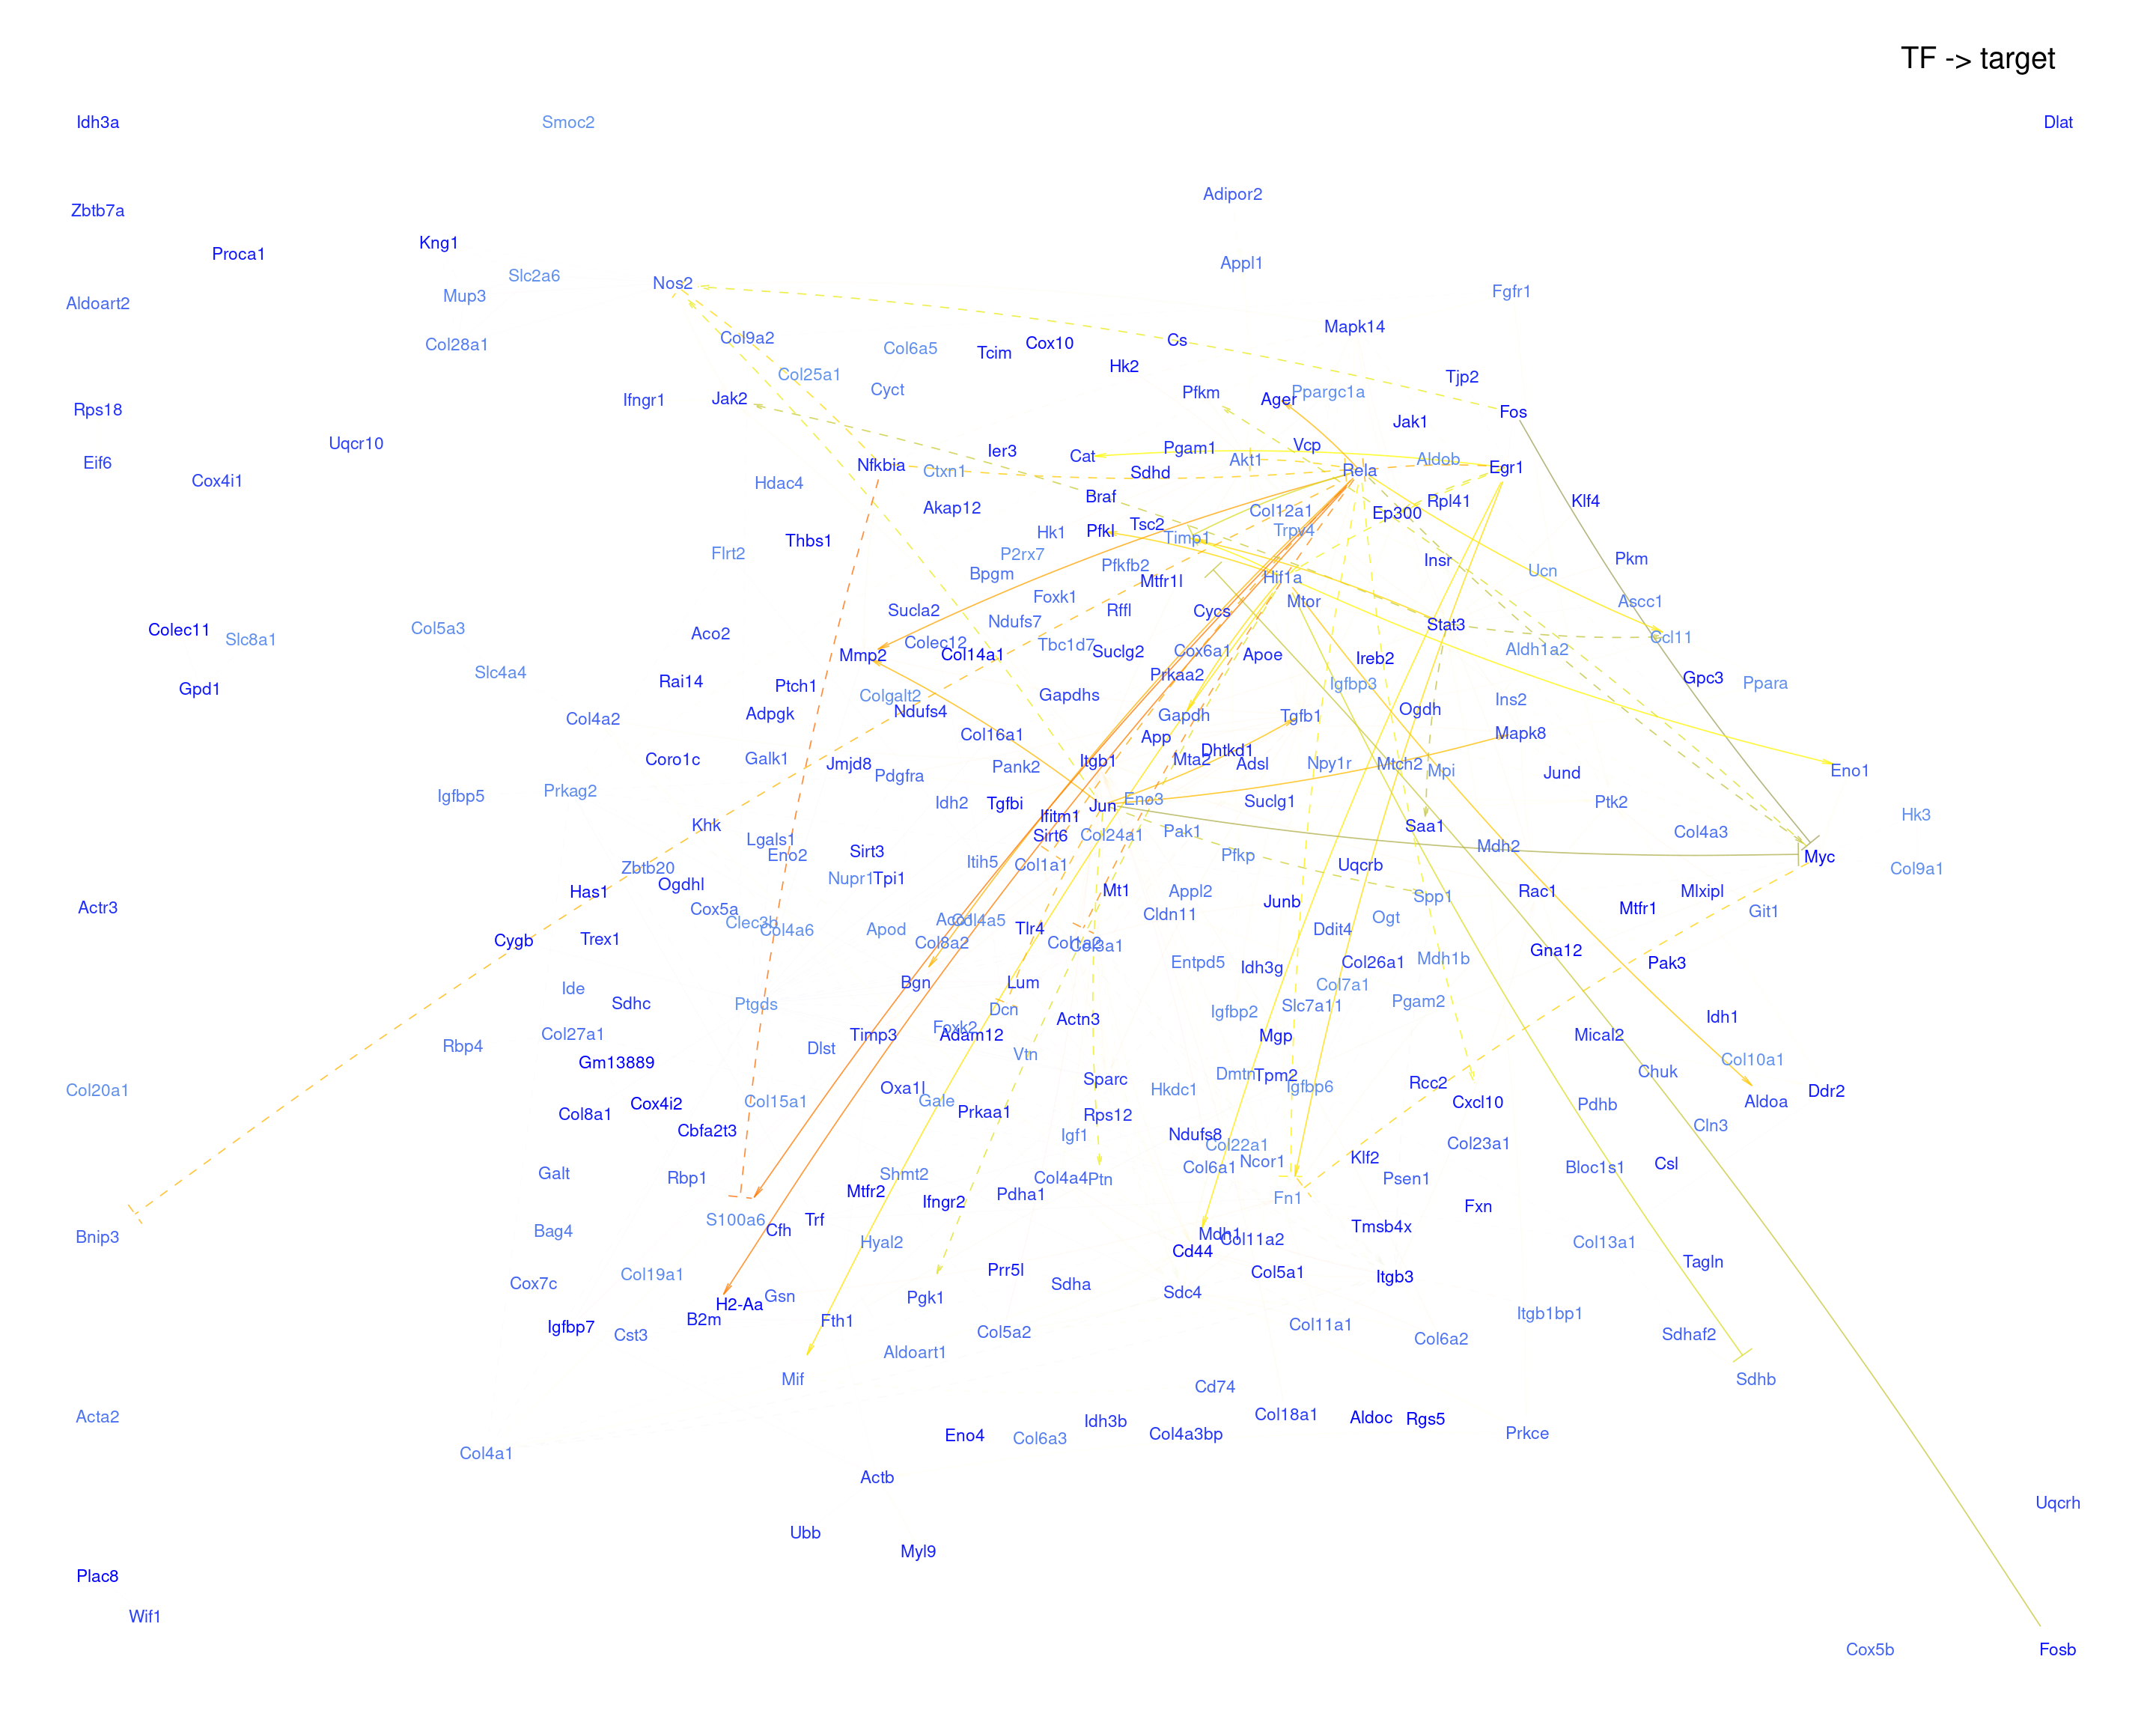 TF -> target
Idh3a
Smoc2
Dlat
Adipor2
Zbtb7a
Kng1
Proca1
Appl1
Slc2a6
Nos2
Fgfr1
Mup3
Aldoart2
Mapk14
Col9a2
Cs
Cox10
Col28a1
Col6a5
Tcim
Hk2
Col25a1
Tjp2
Cyct
Pfkm
Ppargc1a
Jak2
Ager
Ifngr1
Rps18
Fos
Jak1
Uqcr10
Vcp
Pgam1
Ier3
Cat
Akt1
Aldob
Eif6
Nfkbia
Egr1
Ctxn1
Rela
Sdhd
Cox4i1
Hdac4
Braf
Rpl41
Klf4
Akap12
Col12a1
Ep300
Tsc2
Pfkl
Hk1
Trpv4
Timp1
Thbs1
Flrt2
P2rx7
Pkm
Insr
Pfkfb2
Ucn
Bpgm
Hif1a
Mtfr1l
Foxk1
Mtor
Ascc1
Sucla2
Rffl
Cycs
Ndufs7
Stat3
Col5a3
Colec11
Aco2
Ccl11
Slc8a1
Colec12
Tbc1d7
Aldh1a2
Suclg2
Cox6a1
Mmp2
Col14a1
Apoe
Ireb2
Slc4a4
Prkaa2
Gpc3
Rai14
Igfbp3
Ppara
Ptch1
Gpd1
Colgalt2
Gapdhs
Ins2
Ogdh
Ndufs4
Adpgk
Gapdh
Tgfb1
Col4a2
Mapk8
Col16a1
App
Dhtkd1
Coro1c
Galk1
Mta2
Itgb1
Jmjd8
Adsl
Npy1r
Mtch2
Pank2
Mpi
Eno1
Jund
Pdgfra
Prkag2
Igfbp5
Eno3
Suclg1
Ptk2
Idh2
Tgfbi
Jun
Hk3
Ifitm1
Khk
Saa1
Pak1
Col4a3
Sirt6
Col24a1
Lgals1
Mdh2
Sirt3
Eno2
Pfkp
Myc
Itih5
Col1a1
Uqcrb
Zbtb20
Col9a1
Nupr1
Tpi1
Ogdhl
Has1
Mt1
Appl2
Rac1
Mlxipl
Spp1
Junb
Actr3
Cox5a
Mtfr1
Git1
Cldn11
Ogt
Aco1
Col4a5
Clec3b
Col4a6
Apod
Tlr4
Ddit4
Cygb
Trex1
Col8a2
Col1a2
Col3a1
Gna12
Mdh1b
Entpd5
Idh3g
Col26a1
Pak3
Bgn
Lum
Col7a1
Ide
Sdhc
Ptgds
Pgam2
Slc7a11
Dcn
Igfbp2
Idh1
Actn3
Foxk2
Col27a1
Timp3
Adam12
Mgp
Mical2
Rbp4
Dlst
Vtn
Col10a1
Gm13889
Chuk
Dmtn
Tpm2
Sparc
Rcc2
Igfbp6
Oxa1l
Hkdc1
Col20a1
Ddr2
Gale
Col15a1
Aldoa
Cxcl10
Cox4i2
Pdhb
Prkaa1
Col8a1
Rps12
Cln3
Cbfa2t3
Ndufs8
Igf1
Col22a1
Col23a1
Klf2
Ncor1
Csl
Col6a1
Bloc1s1
Galt
Shmt2
Rbp1
Col4a4
Ptn
Psen1
Mtfr2
Pdha1
Fn1
Ifngr2
Fxn
S100a6
Trf
Tmsb4x
Cfh
Bag4
Mdh1
Bnip3
Col11a2
Hyal2
Col13a1
Cd44
Tagln
Prr5l
Col5a1
Col19a1
Itgb3
Cox7c
Sdha
Sdc4
Gsn
Pgk1
H2-Aa
Itgb1bp1
B2m
Fth1
Col11a1
Igfbp7
Col5a2
Cst3
Sdhaf2
Col6a2
Aldoart1
Mif
Sdhb
Cd74
Col18a1
Acta2
Aldoc
Rgs5
Idh3b
Prkce
Col4a3bp
Eno4
Col6a3
Col4a1
Actb
Uqcrh
Ubb
Myl9
Plac8
Wif1
Cox5b
Fosb